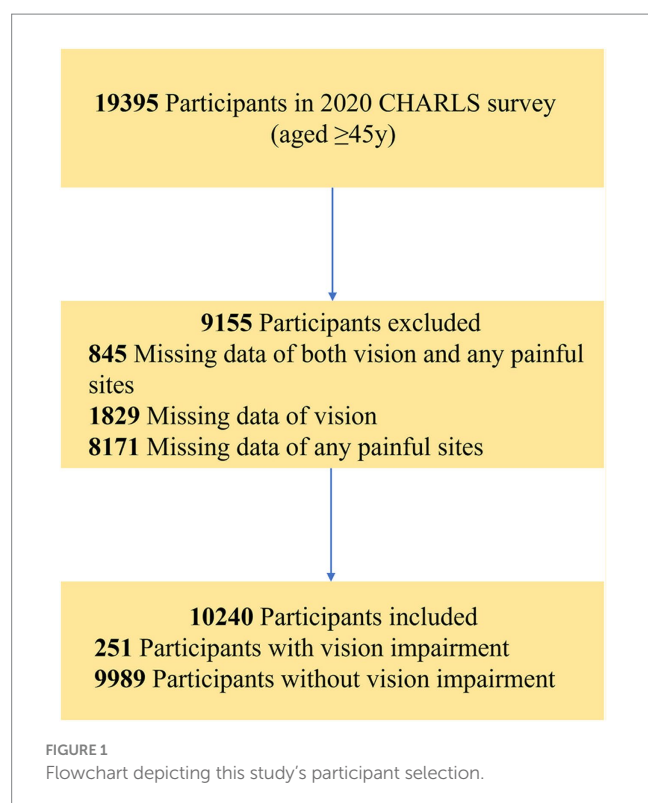 19395 Participants in 2020 CHARLS survey
(aged ≥45y)
9155 Participants excluded
845 Missing data of both vision and any painful
sites
1829 Missing data of vision
8171 Missing data of any painful sites
10240 Participants included
251 Participants with vision impairment
9989 Participants without vision impairment
FIGURE 1
Flowchart depicting this study's participant selection.